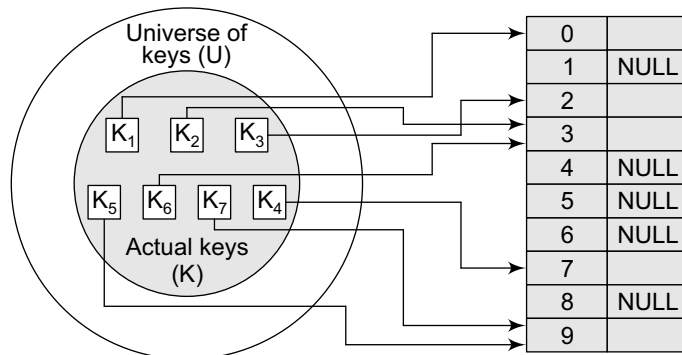 Universe of
keys (U)
K1 K2 K3
K5 K6 K7 K4
Actual keys
(K)
0
1 NULL
2
3
4 NULL
5 NULL
6 NULL
7
8 NULL
9